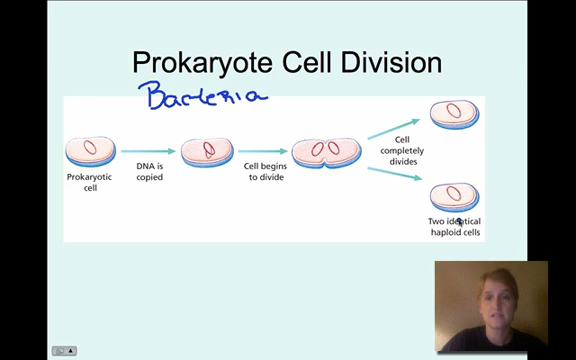 Prokaryote Cell Division
Bacteria
Prokaryotic
cell
DNA is
copied
Cell begins
to divide
Cell
completely
divides
Two identical
haploid cells